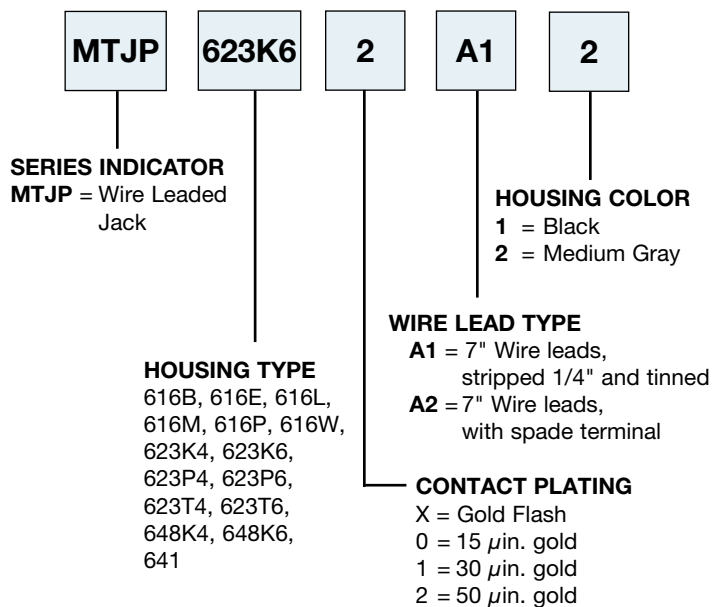 MTJP 623K6 2 A1 2
SERIES INDICATOR
MTJP = Wire Leaded
Jack
HOUSING COLOR
1 = Black
2 = Medium Gray
WIRE LEAD TYPE
A1 = 7" Wire leads,
stripped 1/4" and tinned
A2 = 7" Wire leads,
with spade terminal
HOUSING TYPE
616B, 616E, 616L,
616M, 616P, 616W,
623K4, 623K6,
623P4, 623P6,
623T4, 623T6,
648K4, 648K6,
641
CONTACT PLATING
X = Gold Flash
0 = 15 µin. gold
1 = 30 µin. gold
2 = 50 µin. gold